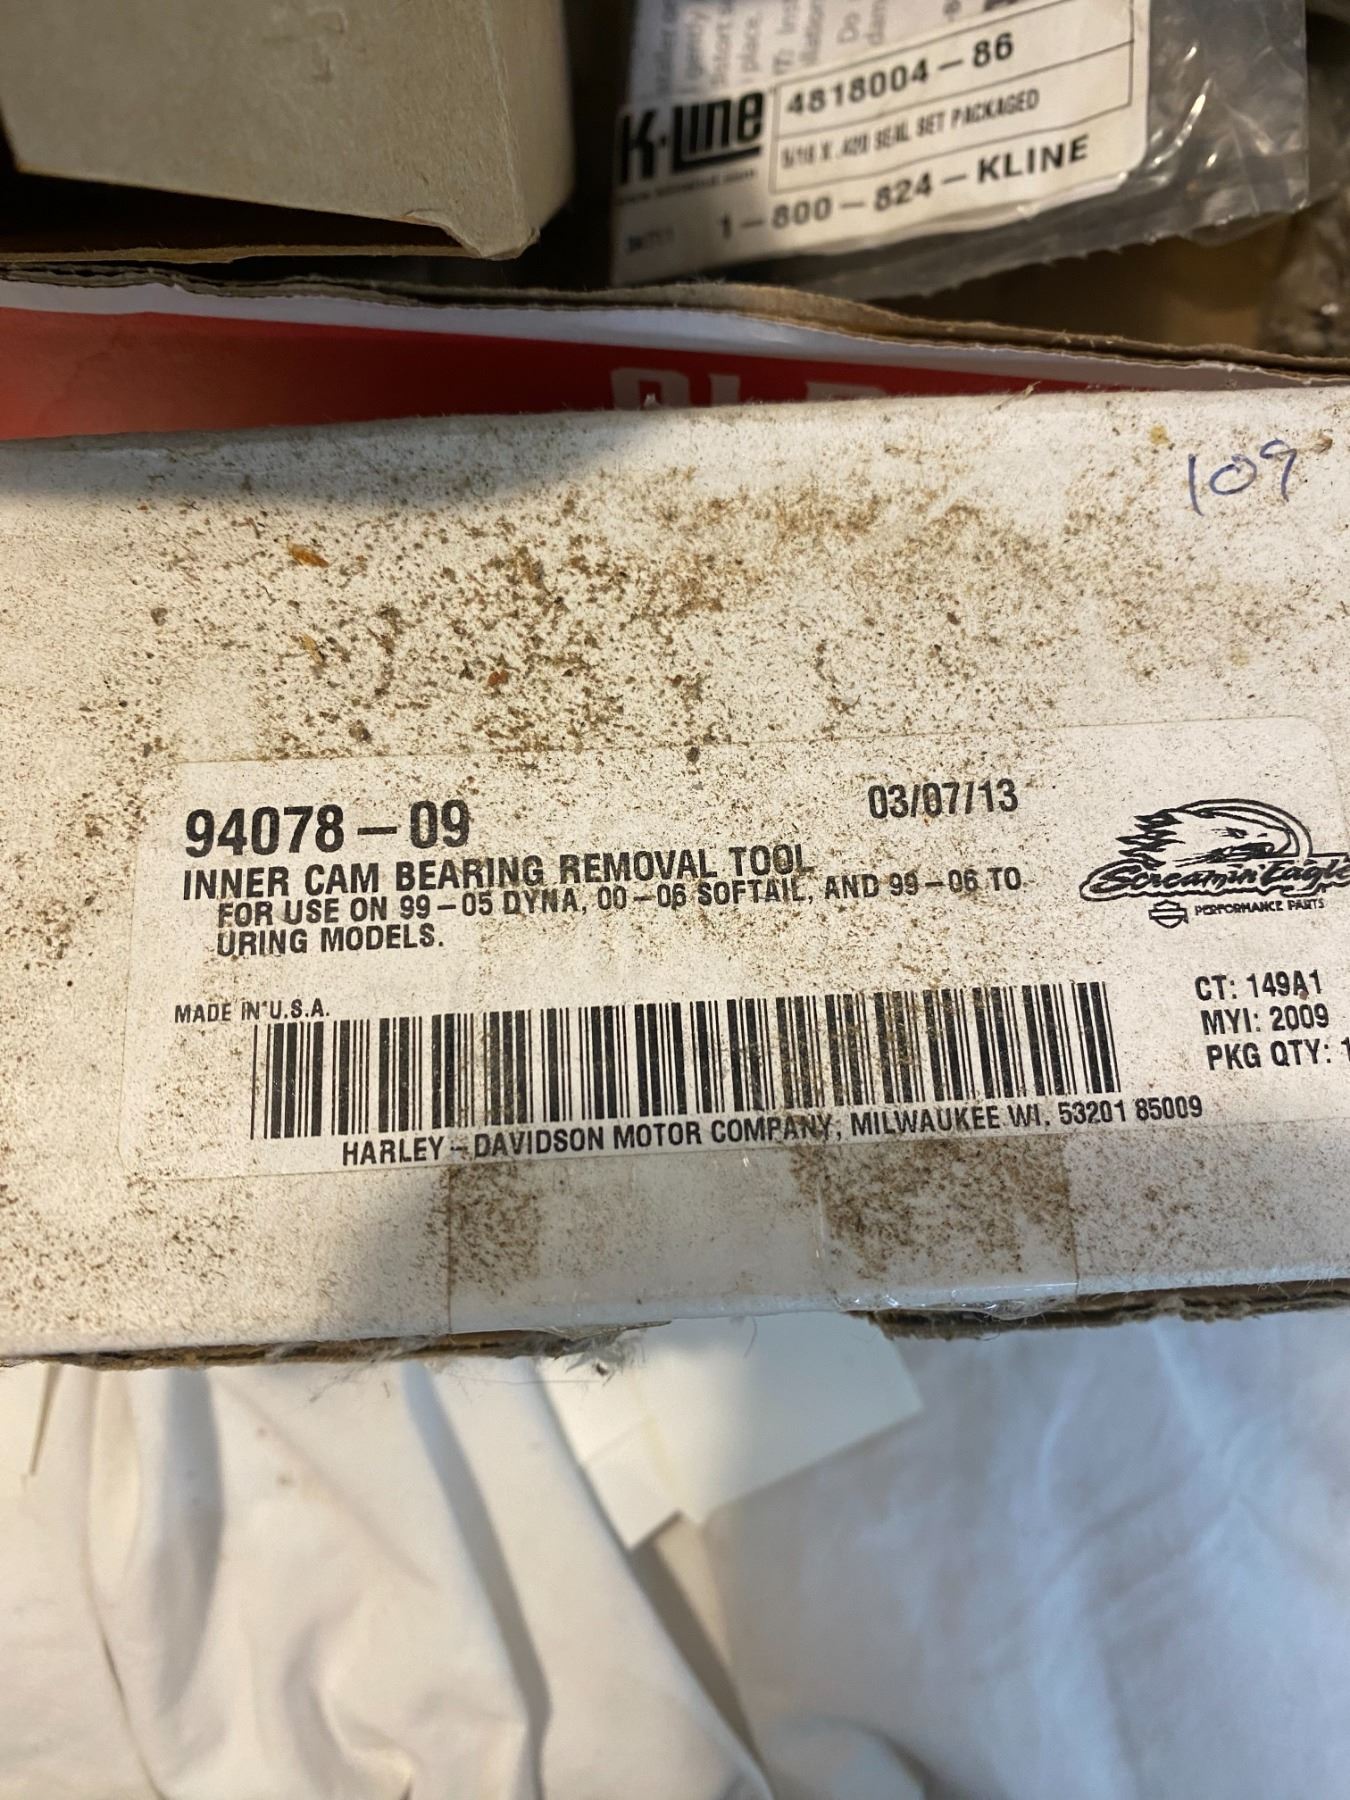 place.
Do
K-Line
4818004-86
5/16 X .420 SEAL SET PACKAGED
1-800-824-KLINE
109
94078-09
03/07/13
INNER CAM BEARING REMOVAL TOOL
FOR USE ON 99-05 DYNA, 00-06 SOFTAIL, AND 99-06 TO
URING MODELS.
Screamin' Eagle
PERFORMANCE PARTS
MADE IN U.S.A.
CT: 149A1
MYI: 2009
PKG QTY: 1
HARLEY-DAVIDSON MOTOR COMPANY, MILWAUKEE WI. 53201 85009